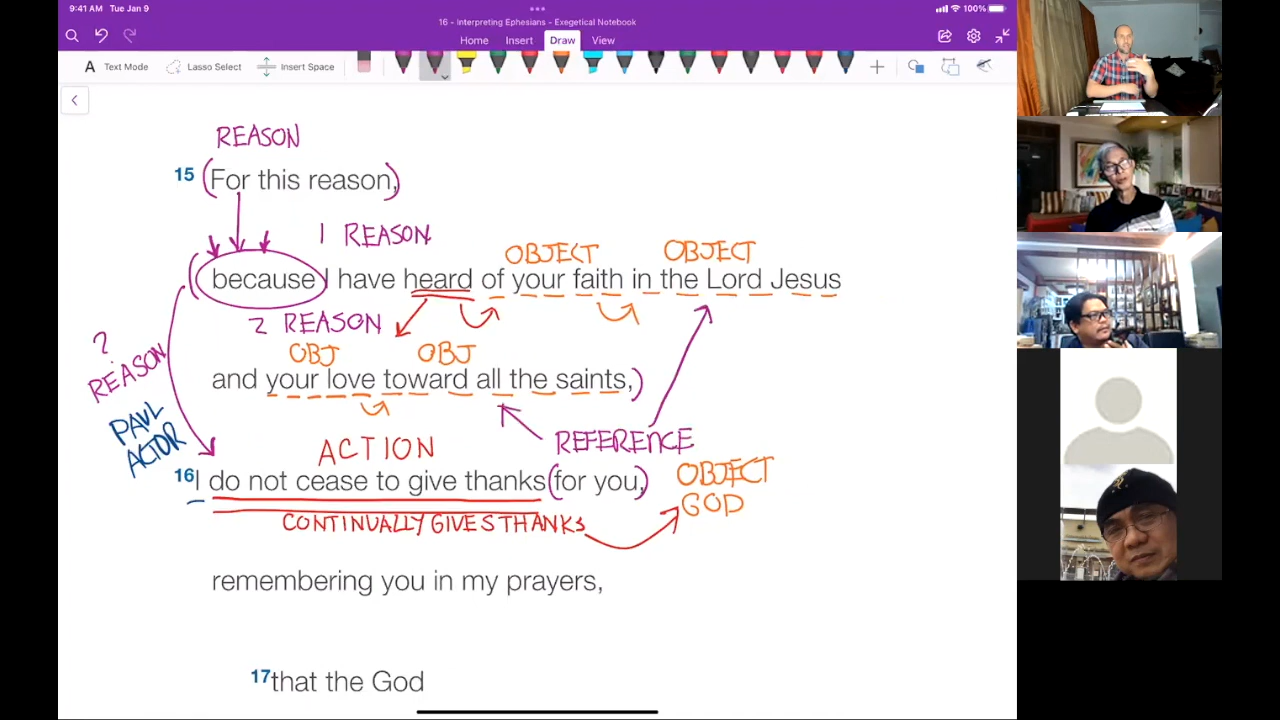 9:41 AM Tue Jan 9
100%
16 - Interpreting Ephesians - Exegetical Notebook
Home Insert Draw View
A Text Mode Lasso Select Insert Space
REASON
15 (For this reason,)
1 REASON
OBJECT OBJECT
(because I have heard of your faith in the Lord Jesus
2 REASON
OBJ OBJ
? REASON
and your love toward all the saints,)
PAUL
ACTOR
ACTION
REFERENCE
16 I do not cease to give thanks (for you,)
OBJECT
GOD
CONTINUALLY GIVES THANKS
remembering you in my prayers,
17 that the God